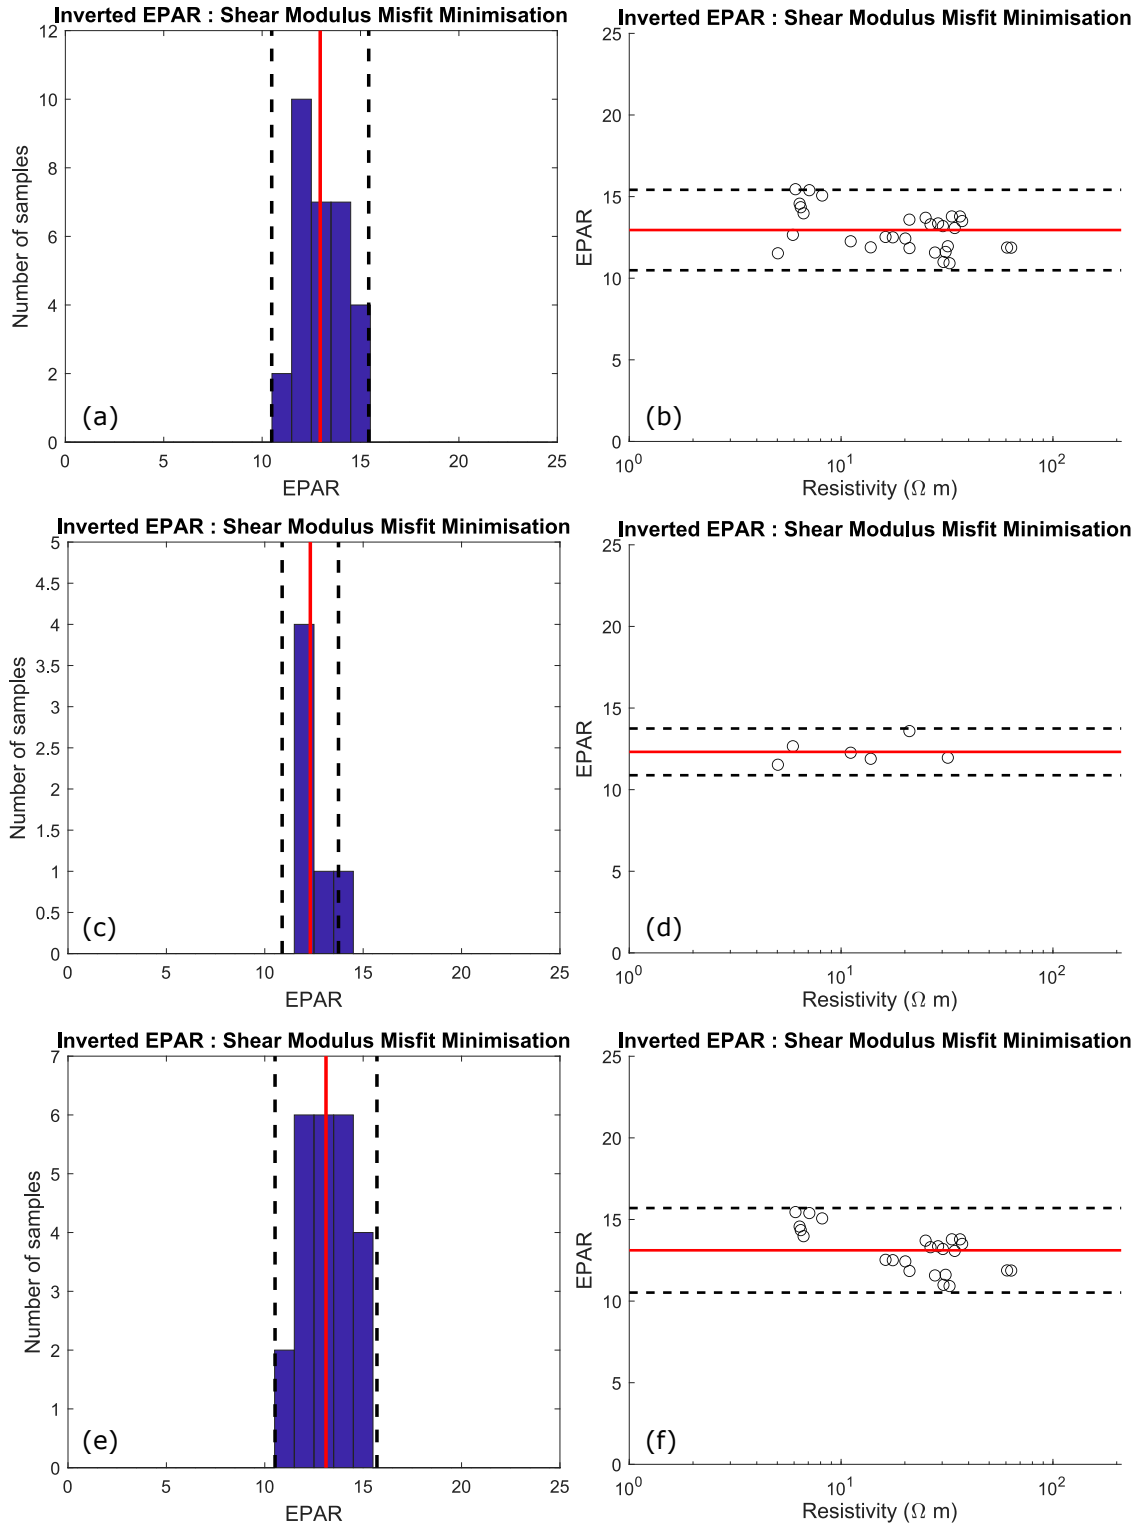 Inverted EPAR : Shear Modulus Misfit Minimisation
12
10
8
6
4
2
0
Number of samples
(a)
0 5 10 15 20 25
EPAR
Inverted EPAR : Shear Modulus Misfit Minimisation
25
20
15
10
5
0
EPAR
(b)
10^0 10^1 10^2
Resistivity (Ω m)
Inverted EPAR : Shear Modulus Misfit Minimisation
5
4.5
4
3.5
3
2.5
2
1.5
1
0.5
0
Number of samples
(c)
0 5 10 15 20 25
EPAR
Inverted EPAR : Shear Modulus Misfit Minimisation
25
20
15
10
5
0
EPAR
(d)
10^0 10^1 10^2
Resistivity (Ω m)
Inverted EPAR : Shear Modulus Misfit Minimisation
7
6
5
4
3
2
1
0
Number of samples
(e)
0 5 10 15 20 25
EPAR
Inverted EPAR : Shear Modulus Misfit Minimisation
25
20
15
10
5
0
EPAR
(f)
10^0 10^1 10^2
Resistivity (Ω m)